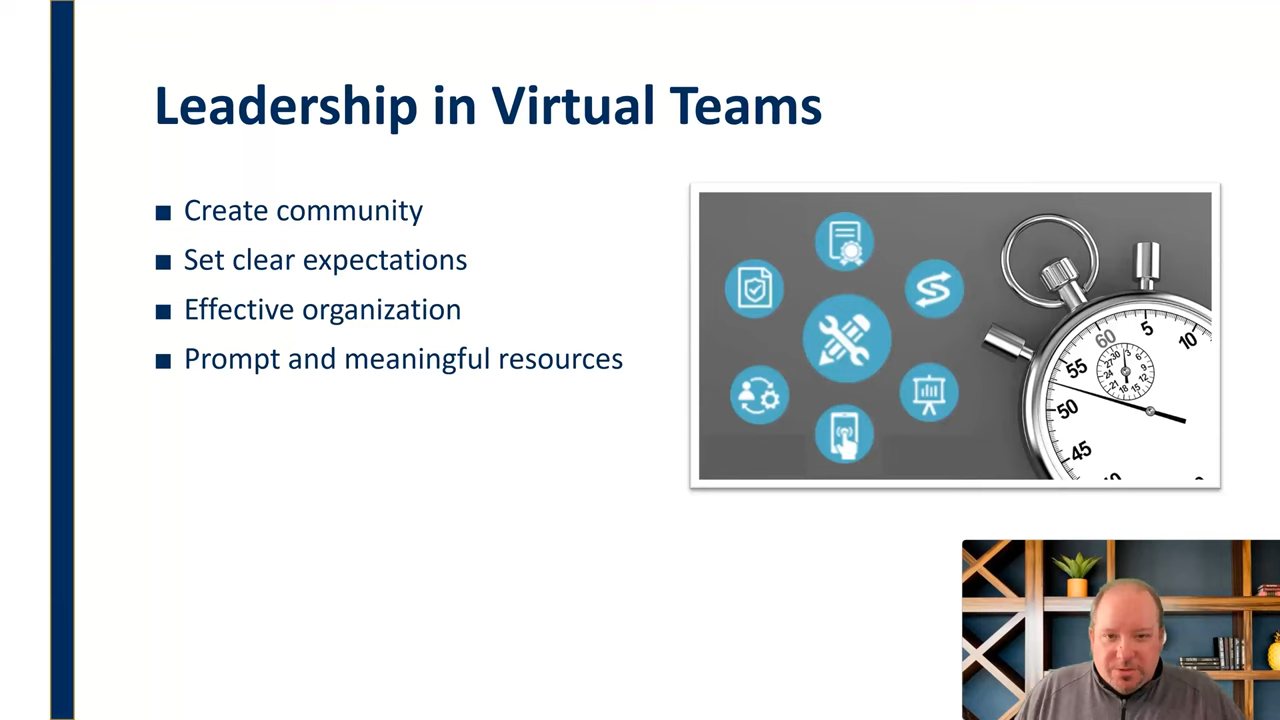 Leadership in Virtual Teams
■ Create community
■ Set clear expectations
■ Effective organization
■ Prompt and meaningful resources
60
5
10
55
50
45